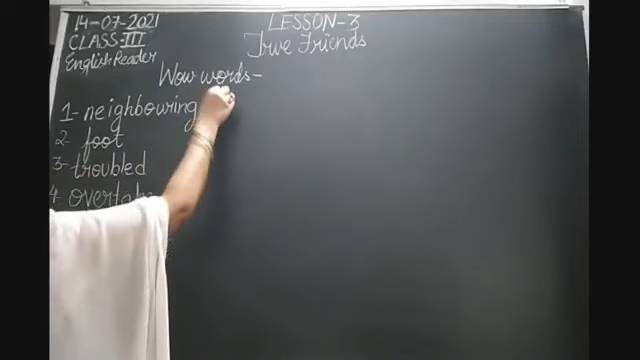 14-07-2021
CLASS-III
English Reader
LESSON-3
True Friends
Wow words-
1- neighbouring
2- foot
3- troubled
4.